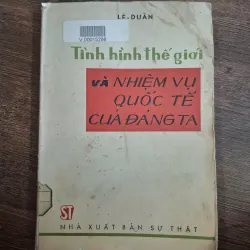 LÊ-DUẨN
Tình hình thế giới
VÀ NHIỆM VỤ
QUỐC TẾ
CỦA ĐẢNG TA
ST
NHÀ XUẤT BẢN SỰ THẬT